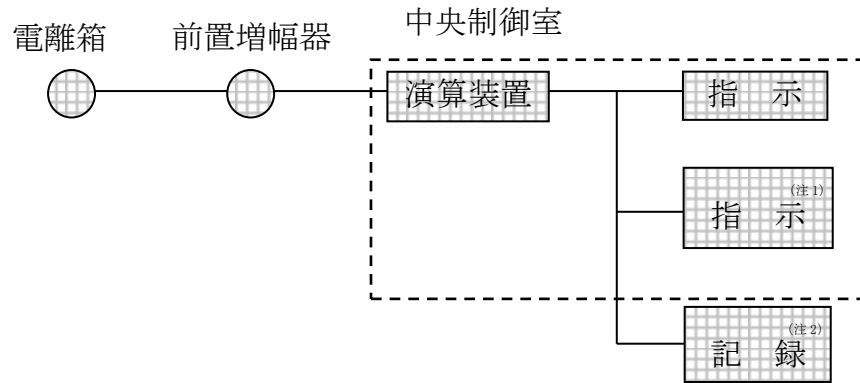 中央制御室
電離箱 前置増幅器
演算装置 指 示
(注1)
指 示
(注2)
記 録